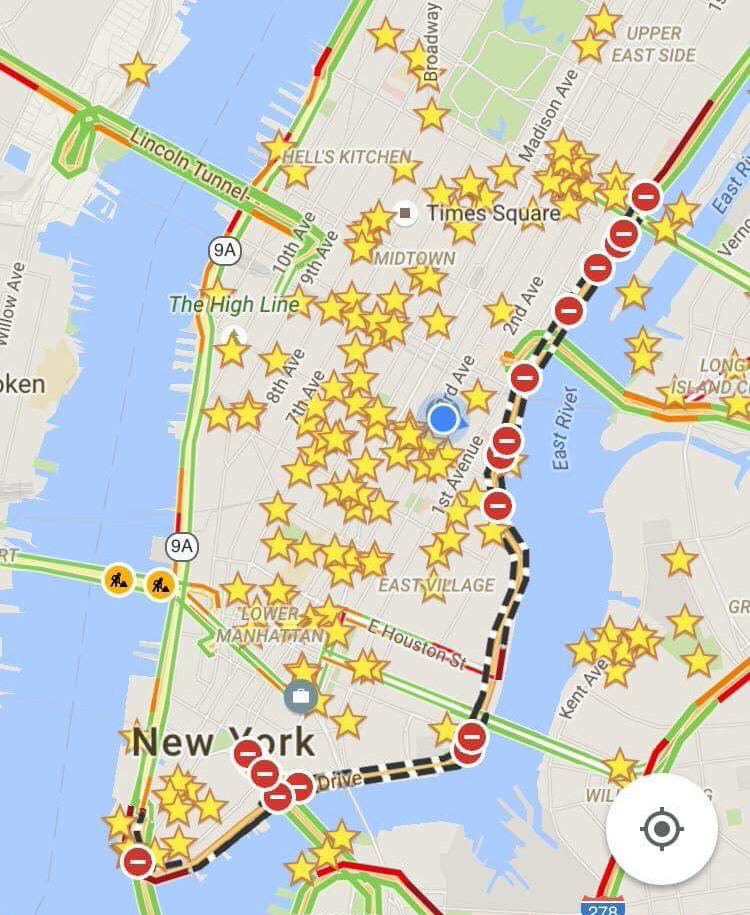 Broadway
UPPER
EAST SIDE
Madison Ave
Lincoln Tunnel
HELL'S KITCHEN
Times Square
East Ri
Verno
9A
10th Ave
9th Ave
MIDTOWN
Willow Ave
The High Line
2nd Ave
8th Ave
7th Ave
3rd Ave
LONG
ISLAND C
oken
East River
1st Avenue
9A
RT
EAST VILLAGE
LOWER
MANHATTAN
E Houston St
GR
Kent Ave
New York
Drive
WIL
G
278